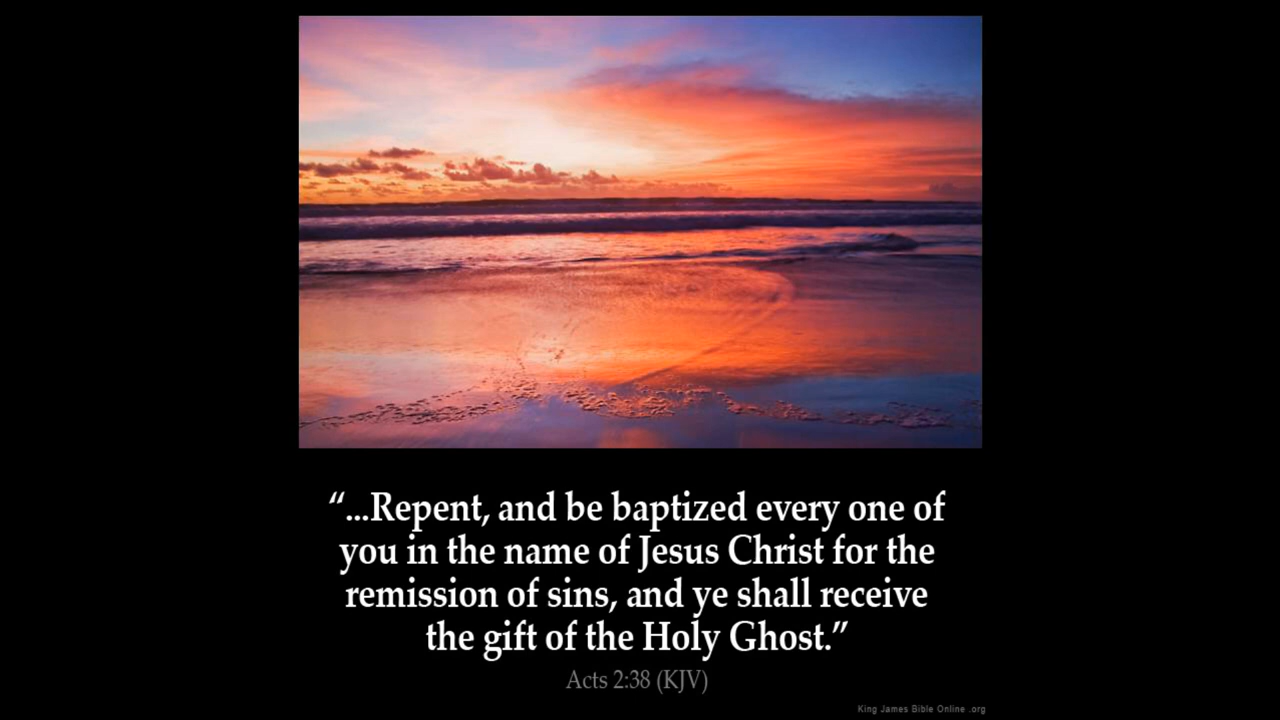 “...Repent, and be baptized every one of
you in the name of Jesus Christ for the
remission of sins, and ye shall receive
the gift of the Holy Ghost.”
Acts 2:38 (KJV)
King James Bible Online .org